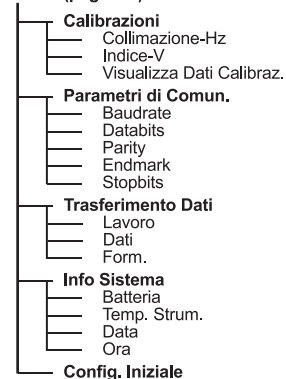 Calibrazioni
Collimazione-Hz
Indice-V
Visualizza Dati Calibraz.
Parametri di Comun.
Baudrate
Databits
Parity
Endmark
Stopbits
Trasferimento Dati
Lavoro
Dati
Form.
Info Sistema
Batteria
Temp. Strum.
Data
Ora
Config. Iniziale